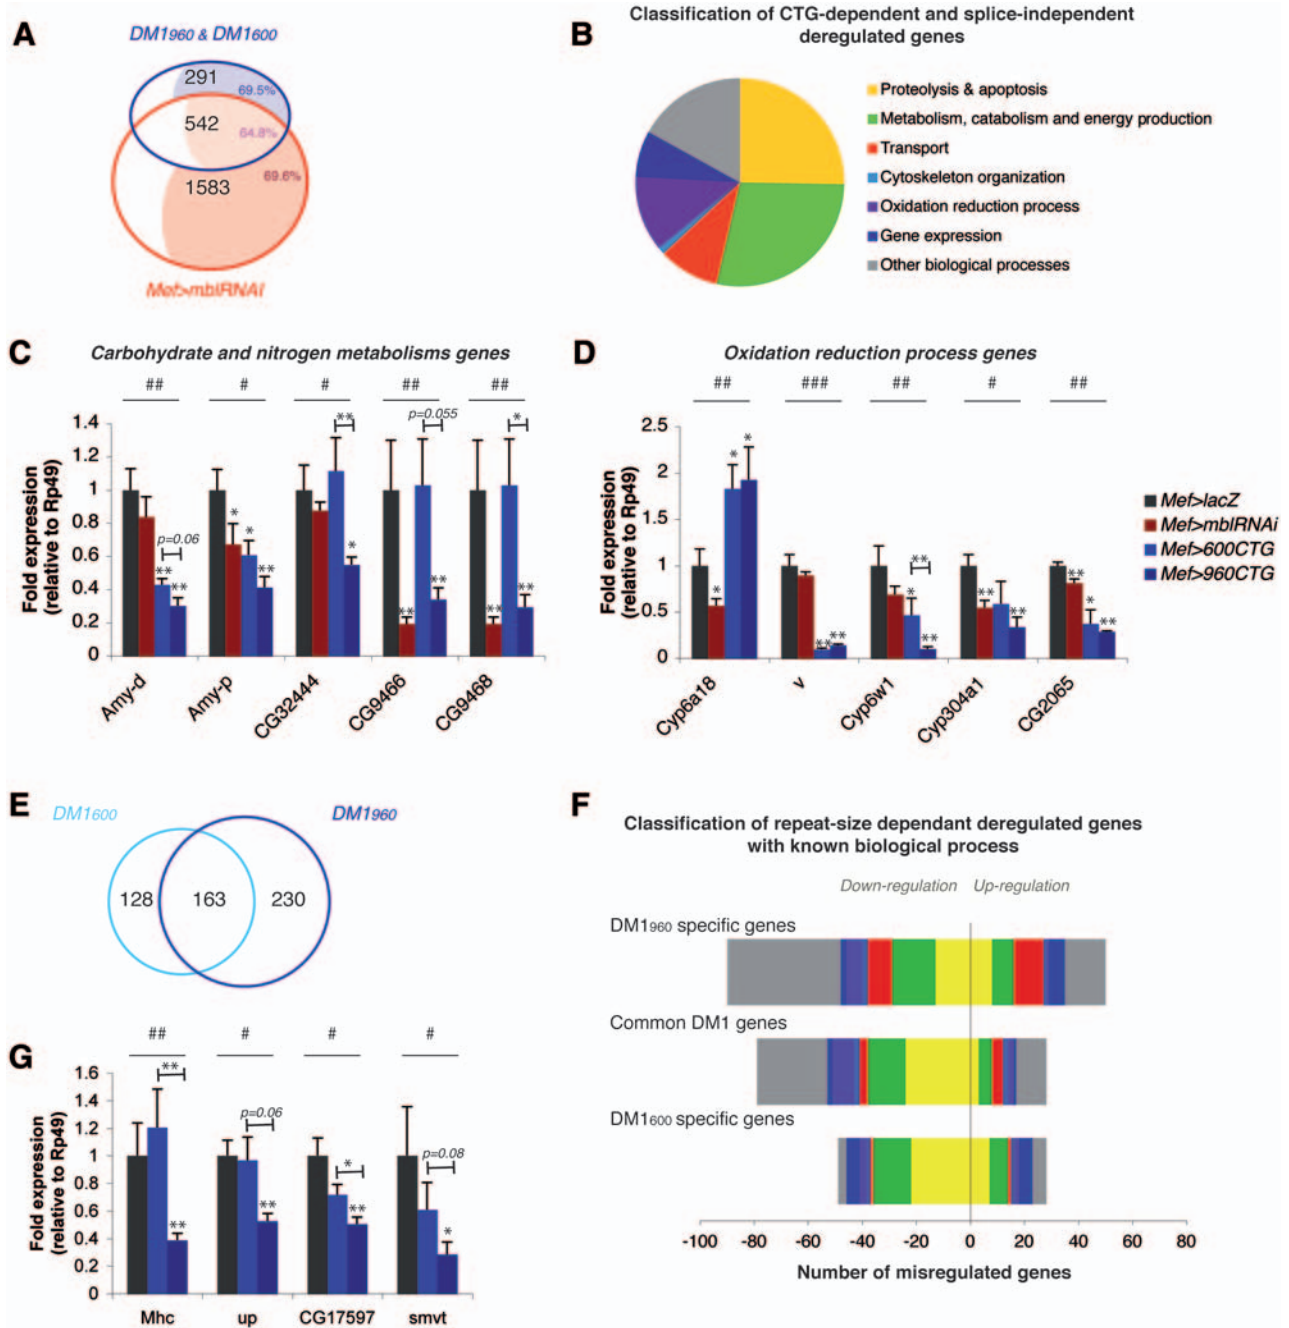 A
DM1960 & DM1600
291
69.5%
542
64.8%
69.6%
1583
Mef>mblRNAi
B
Classification of CTG-dependent and splice-independent
deregulated genes
Proteolysis & apoptosis
Metabolism, catabolism and energy production
Transport
Cytoskeleton organization
Oxidation reduction process
Gene expression
Other biological processes
C
Carbohydrate and nitrogen metabolisms genes
## # # ## ##
** p=0.055 *
p=0.06
** ** * * ** * ** ** ** **
Fold expression
(relative to Rp49)
1.4
1.2
1
0.8
0.6
0.4
0.2
0
Amy-d Amy-p CG32444 CG9466 CG9468
D
Oxidation reduction process genes
## ### ## # ##
* * * ** ** * ** ** ** ** ** * **
Fold expression
(relative to Rp49)
2.5
2
1.5
1
0.5
0
Cyp6a18 v Cyp6w1 Cyp304a1 CG2065
Mef>lacZ
Mef>mblRNAi
Mef>600CTG
Mef>960CTG
E
DM1600
DM1960
128 163 230
F
Classification of repeat-size dependant deregulated genes
with known biological process
Down-regulation Up-regulation
DM1960 specific genes
Common DM1 genes
DM1600 specific genes
-100 -80 -60 -40 -20 0 20 40 60 80
Number of misregulated genes
G
## # # #
** p=0.06 * p=0.08
** ** ** *
Fold expression
(relative to Rp49)
1.6
1.4
1.2
1
0.8
0.6
0.4
0.2
0
Mhc up CG17597 smvt